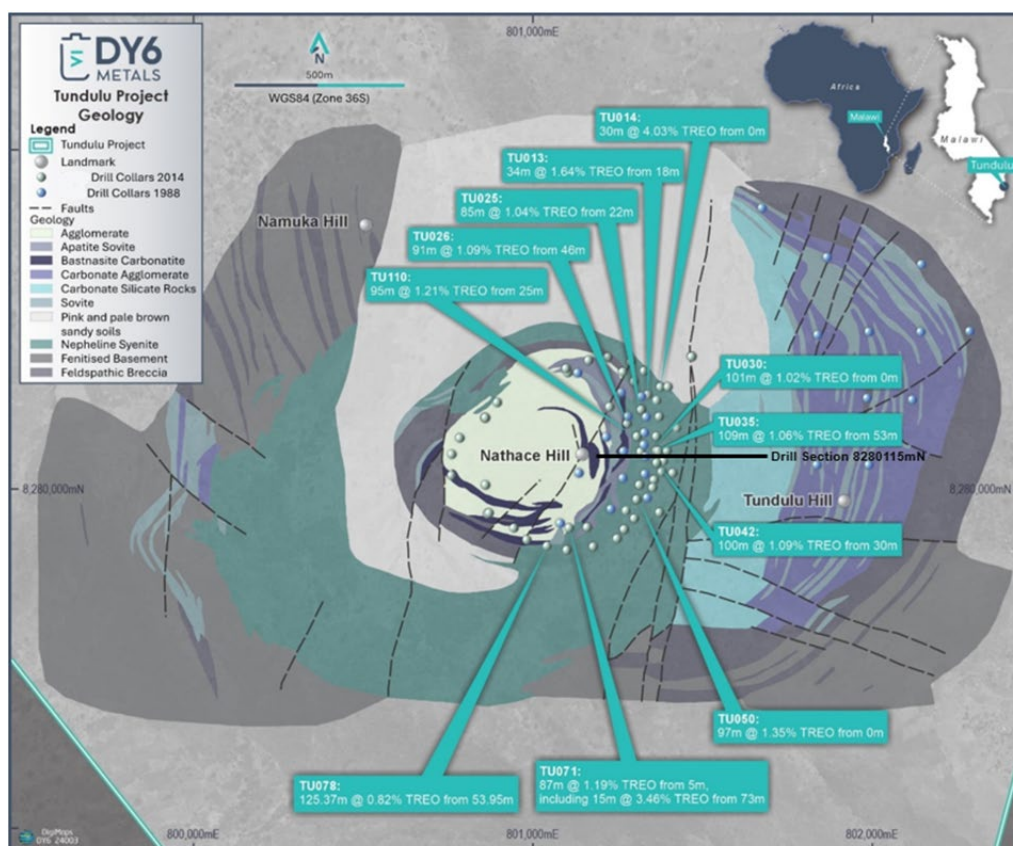 DY6
METALS
Tundulu Project
Geology
Legend
Tundulu Project
Landmark
Drill Collars 2014
Drill Collars 1988
Faults
Geology
Agglomerate
Apatite Sovite
Bastnasite Carbonatite
Carbonate Agglomerate
Carbonate Silicate Rocks
Sovite
Pink and pale brown
sandy soils
Nepheline Syenite
Fenitised Basement
Feldspathic Breccia
N
500m
WGS84 (Zone 36S)
801,000mE
Africa
Malawi
Malawi
Tundulu
TU014:
30m @ 4.03% TREO from 0m
TU013:
34m @ 1.64% TREO from 18m
TU025:
85m @ 1.04% TREO from 22m
TU026:
91m @ 1.09% TREO from 46m
TU110:
95m @ 1.21% TREO from 25m
Namuka Hill
TU030:
101m @ 1.02% TREO from 0m
TU035:
109m @ 1.06% TREO from 53m
Nathace Hill
Drill Section 8280115mN
8,280,000mN
Tundulu Hill
8,280,000mN
TU042:
100m @ 1.09% TREO from 30m
TU050:
97m @ 1.35% TREO from 0m
TU078:
125.37m @ 0.82% TREO from 53.95m
TU071:
87m @ 1.19% TREO from 5m,
including 15m @ 3.46% TREO from 73m
DigiMaps
DY6_24003
800,000mE
801,000mE
802,000mE